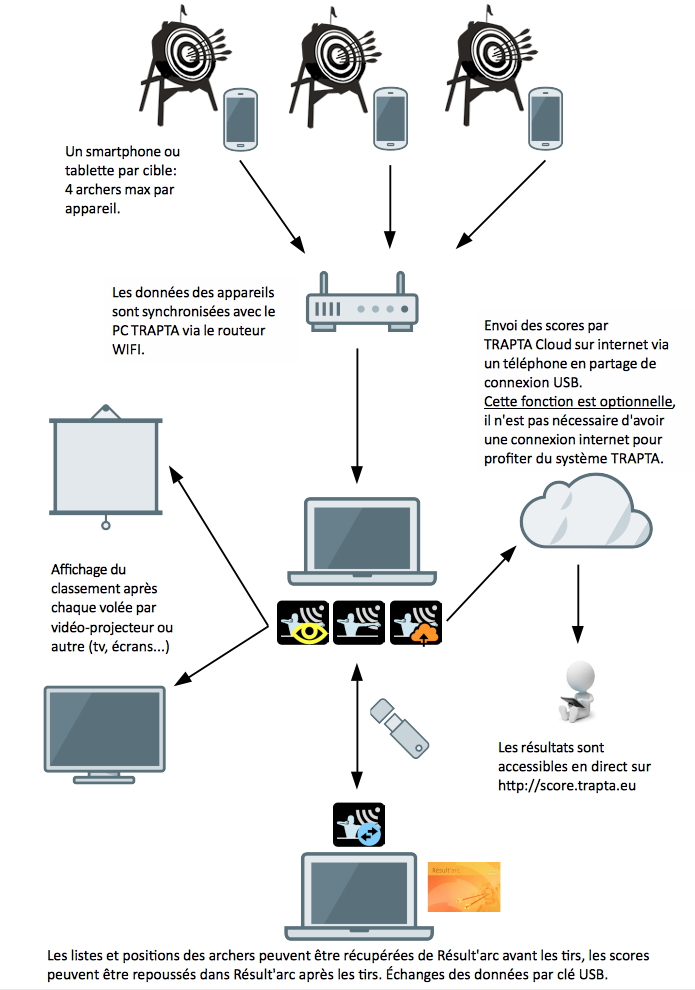 Un smartphone ou
tablette par cible:
4 archers max par
appareil.
Les données des appareils
sont synchronisées avec le
PC TRAPTA via le routeur
WIFI.
Envoi des scores par
TRAPTA Cloud sur internet via
un téléphone en partage de
connexion USB.
Cette fonction est optionnelle,
il n'est pas nécessaire d'avoir
une connexion internet pour
profiter du système TRAPTA.
Affichage du
classement après
chaque volée par
vidéo-projecteur ou
autre (tv, écrans...)
Les résultats sont
accessibles en direct sur
http://score.trapta.eu
Résult'arc
Les listes et positions des archers peuvent être récupérées de Résult'arc avant les tirs, les scores
peuvent être repoussés dans Résult'arc après les tirs. Échanges des données par clé USB.